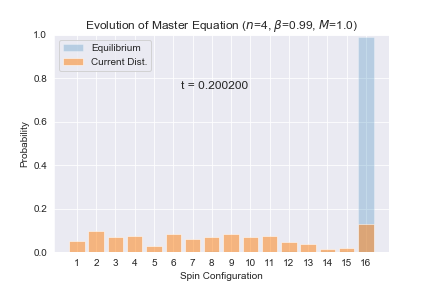 Evolution of Master Equation (n=4, β=0.99, M=1.0)
1.0
Equilibrium
Current Dist.
0.8
t = 0.200200
0.6
Probability
0.4
0.2
0.0
1 2 3 4 5 6 7 8 9 10 11 12 13 14 15 16
Spin Configuration